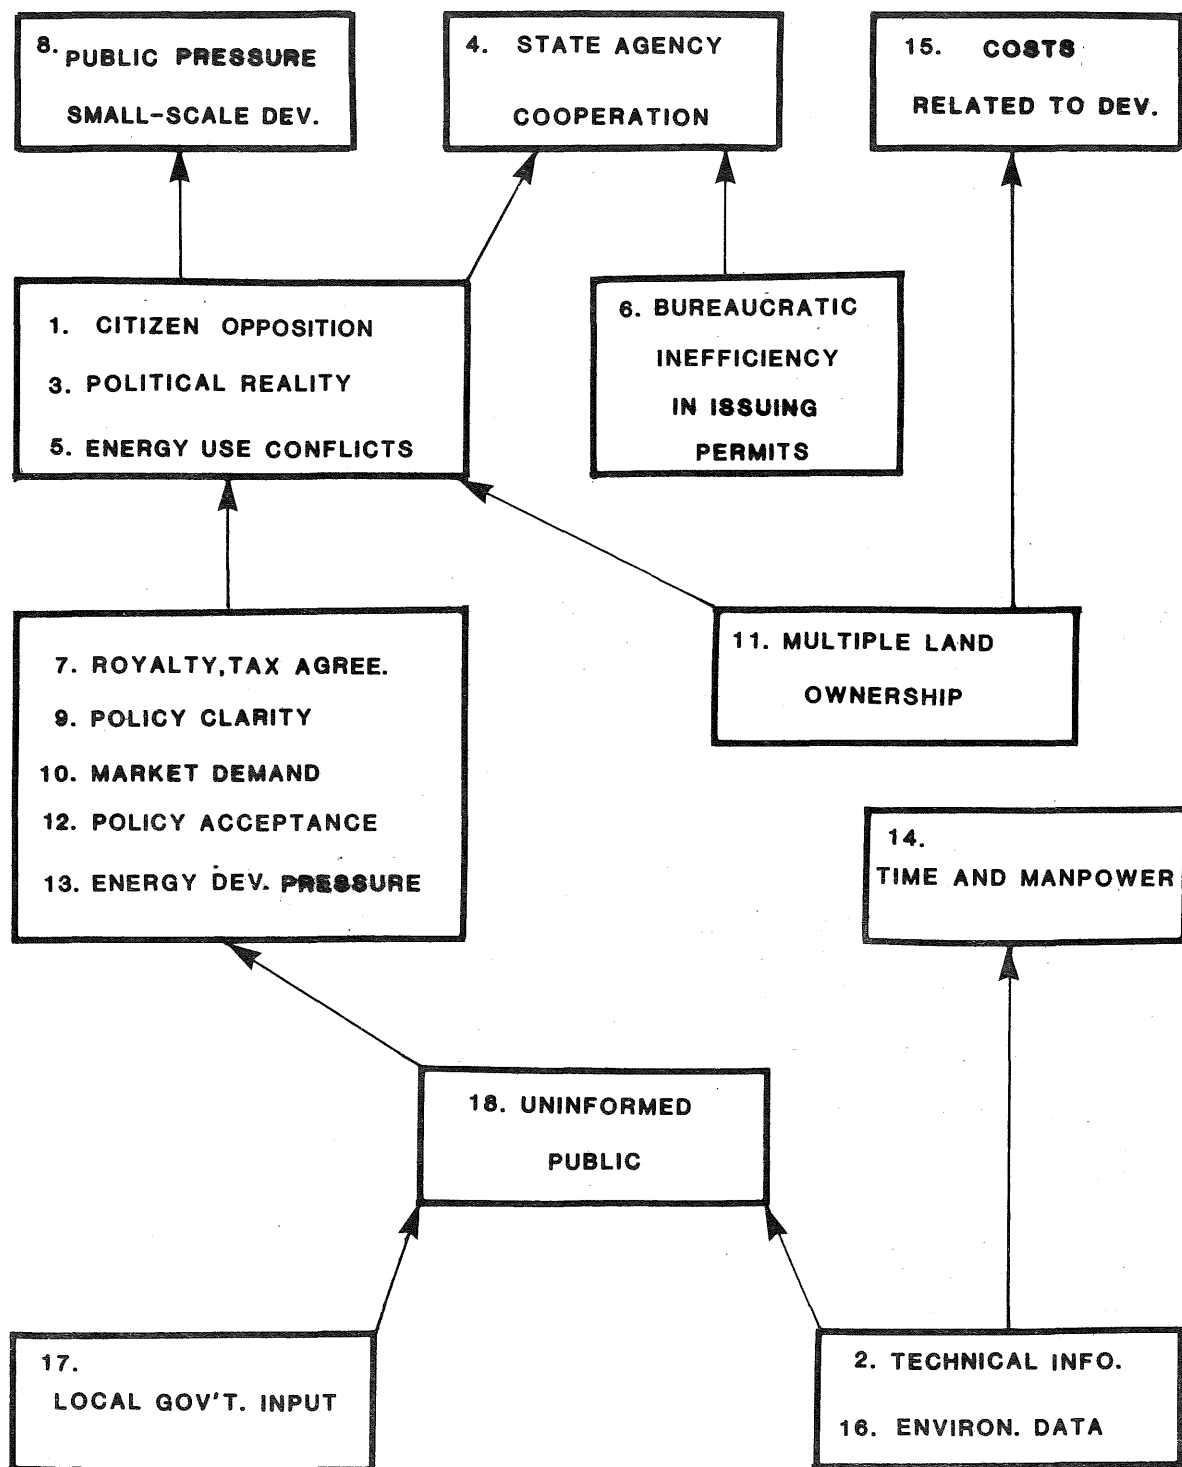 8. PUBLIC PRESSURE
SMALL-SCALE DEV.
4. STATE AGENCY
COOPERATION
15. COSTS
RELATED TO DEV.
1. CITIZEN OPPOSITION
3. POLITICAL REALITY
5. ENERGY USE CONFLICTS
6. BUREAUCRATIC
INEFFICIENCY
IN ISSUING
PERMITS
7. ROYALTY,TAX AGREE.
9. POLICY CLARITY
10. MARKET DEMAND
12. POLICY ACCEPTANCE
13. ENERGY DEV. PRESSURE
11. MULTIPLE LAND
OWNERSHIP
14.
TIME AND MANPOWER
18. UNINFORMED
PUBLIC
17.
LOCAL GOV'T. INPUT
2. TECHNICAL INFO.
16. ENVIRON. DATA